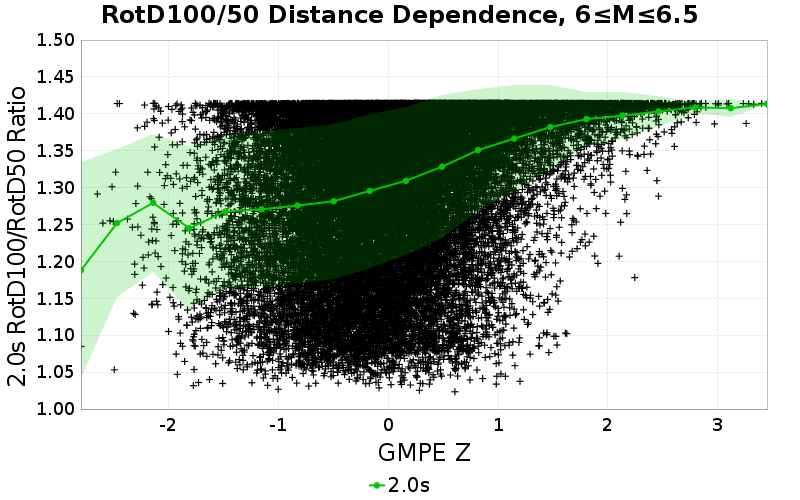 RotD100/50 Distance Dependence, 6≤M≤6.5
2.0s RotD100/RotD50 Ratio
1.50
1.45
1.40
1.35
1.30
1.25
1.20
1.15
1.10
1.05
1.00
-2 -1 0 1 2 3
GMPE Z
2.0s